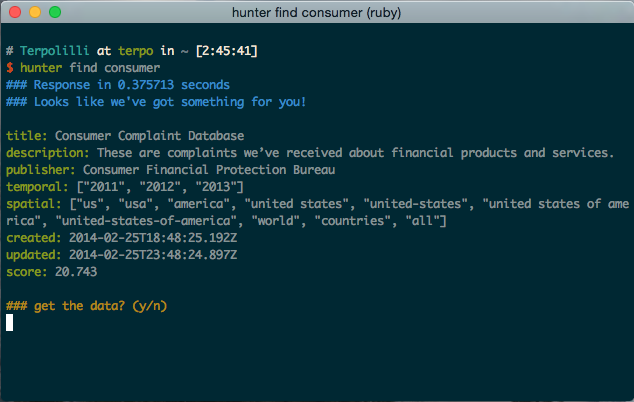 hunter find consumer (ruby)
# Terpolilli at terpo in ~ [2:45:41]
$ hunter find consumer
### Response in 0.375713 seconds
### Looks like we've got something for you!
title: Consumer Complaint Database
description: These are complaints we’ve received about financial products and services.
publisher: Consumer Financial Protection Bureau
temporal: ["2011", "2012", "2013"]
spatial: ["us", "usa", "america", "united states", "united-states", "united states of ame
rica", "united-states-of-america", "world", "countries", "all"]
created: 2014-02-25T18:48:25.192Z
updated: 2014-02-25T23:48:24.897Z
score: 20.743
### get the data? (y/n)